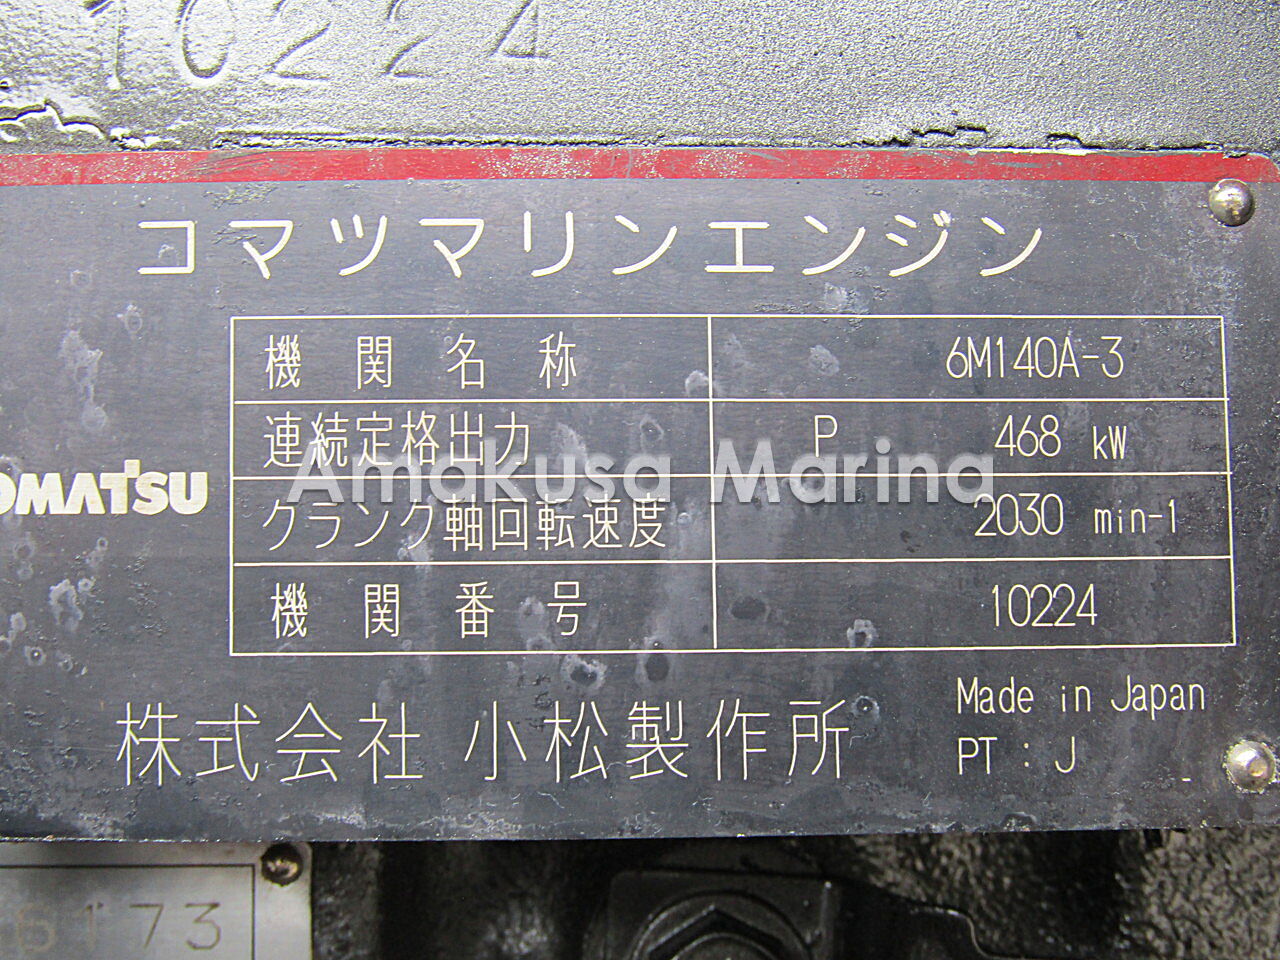 10224
コマツマリンエンジン
機関名称 6M140A-3
連続定格出力 P 468 kW
Amakusa Marina
KOMATSU
クランク軸回転速度 2030 min-1
機関番号 10224
株式会社 小松製作所
Made in Japan
PT : J
6173